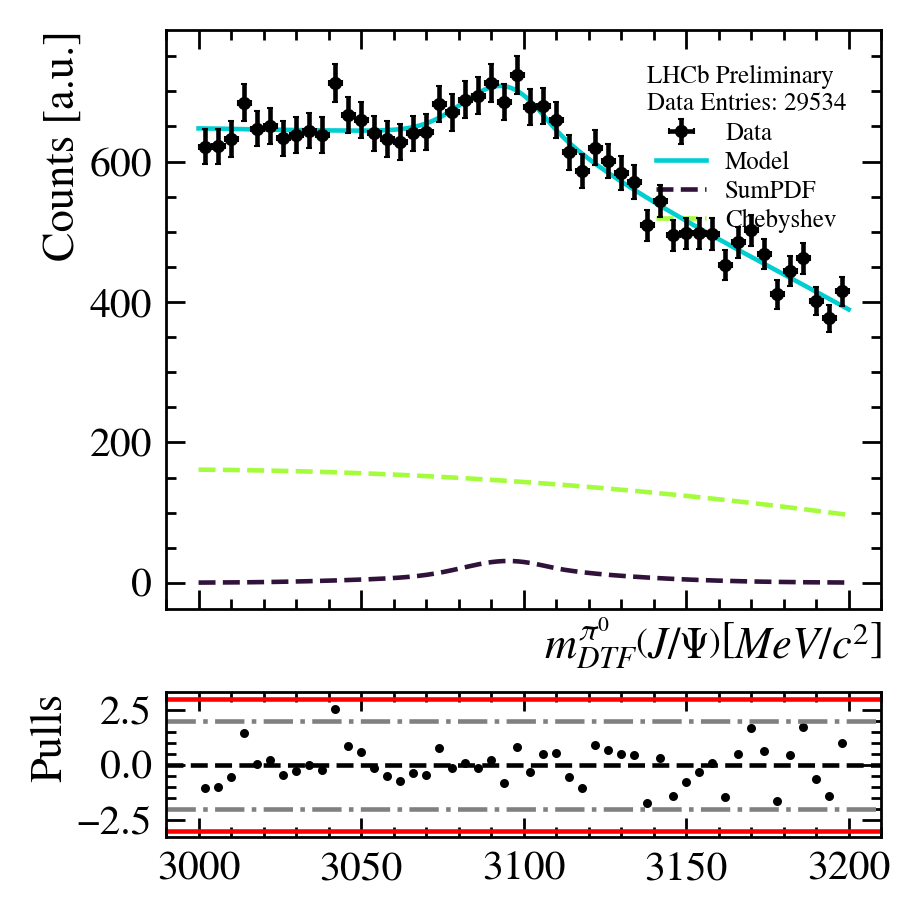 Counts [a.u.]
600
400
200
0
LHCb Preliminary
Data Entries: 29534
Data
Model
SumPDF
Chebyshev
m_{DTF}^{π^0}(J/Ψ)[MeV/c^2]
Pulls
2.5
0.0
−2.5
3000 3050 3100 3150 3200